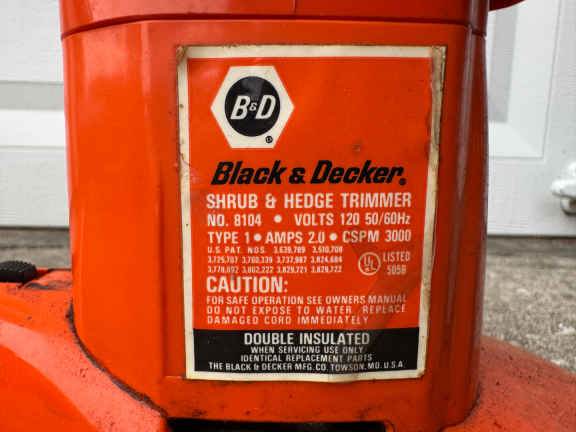 B&D
Black & Decker®
SHRUB & HEDGE TRIMMER
NO. 8104 • VOLTS 120 50/60Hz
TYPE 1 • AMPS 2.0 • CSPM 3000
U.S. PAT. NOS. 3,639,789 3,510,708
3,725,707 3,760,339 3,737,987 3,824,684
3,778,692 3,802,222 3,829,721 3,829,722
UL LISTED
505B
CAUTION:
FOR SAFE OPERATION SEE OWNERS MANUAL
DO NOT EXPOSE TO WATER REPLACE
DAMAGED CORD IMMEDIATELY
DOUBLE INSULATED
WHEN SERVICING USE ONLY
IDENTICAL REPLACEMENT PARTS
THE BLACK & DECKER MFG. CO. TOWSON, MD. U.S.A.